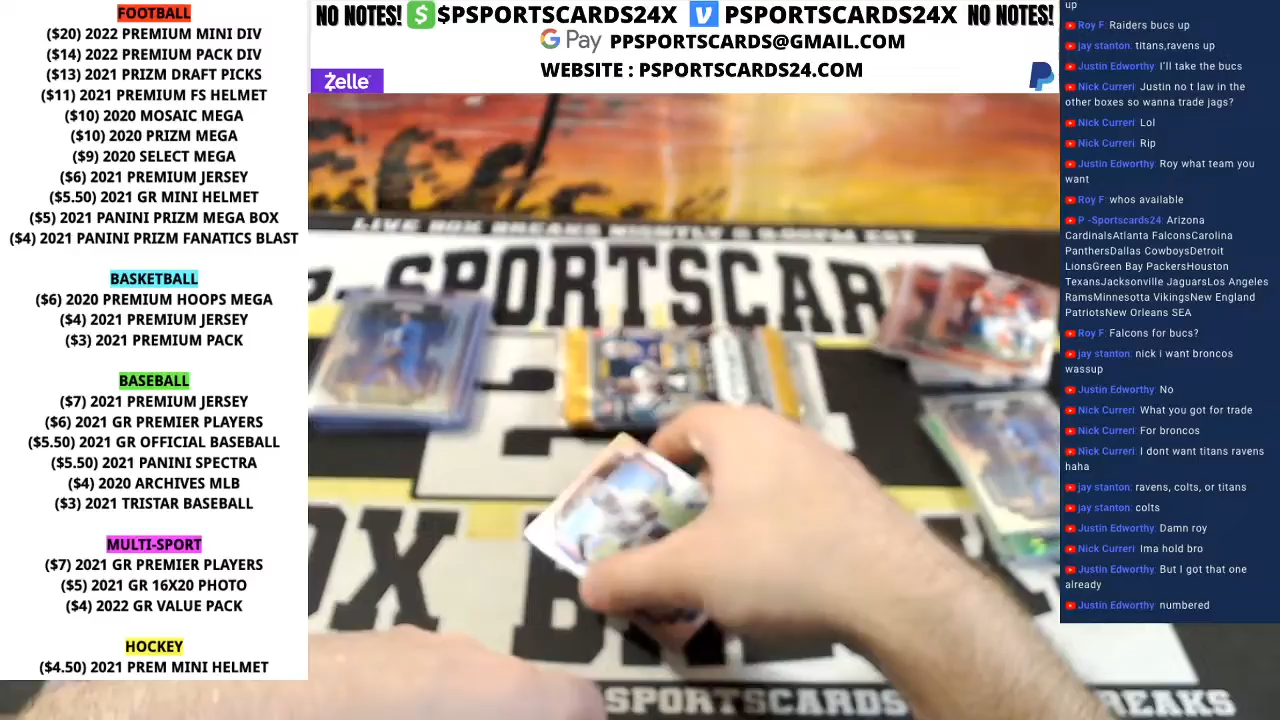 FOOTBALL
($20) 2022 PREMIUM MINI DIV
($14) 2022 PREMIUM PACK DIV
($13) 2021 PRIZM DRAFT PICKS
($11) 2021 PREMIUM FS HELMET
($10) 2020 MOSAIC MEGA
($10) 2020 PRIZM MEGA
($9) 2020 SELECT MEGA
($6) 2021 PREMIUM JERSEY
($5.50) 2021 GR MINI HELMET
($5) 2021 PANINI PRIZM MEGA BOX
($4) 2021 PANINI PRIZM FANATICS BLAST
BASKETBALL
($6) 2020 PREMIUM HOOPS MEGA
($4) 2021 PREMIUM JERSEY
($3) 2021 PREMIUM PACK
BASEBALL
($7) 2021 PREMIUM JERSEY
($6) 2021 GR PREMIER PLAYERS
($5.50) 2021 GR OFFICIAL BASEBALL
($5.50) 2021 PANINI SPECTRA
($4) 2020 ARCHIVES MLB
($3) 2021 TRISTAR BASEBALL
MULTI-SPORT
($7) 2021 GR PREMIER PLAYERS
($5) 2021 GR 16X20 PHOTO
($4) 2022 GR VALUE PACK
HOCKEY
($4.50) 2021 PREM MINI HELMET
NO NOTES! $ $PSPORTSCARDS24X V PSPORTSCARDS24X NO NOTES!
G Pay PPSPORTSCARDS@GMAIL.COM
WEBSITE : PSPORTSCARDS24.COM
Zelle
LIVE BOX BREAKS NIGHTLY
EST
SPORTSCAR
OX
SPORTSCARDS
BREAKS
up
Roy F: Raiders bucs up
jay stanton: titans,ravens up
Justin Edworthy: I'll take the bucs
Nick Curreri: Justin no t law in the
other boxes so wanna trade jags?
Nick Curreri: Lol
Nick Curreri: Rip
Justin Edworthy: Roy what team you
want
Roy F: whos available
P -Sportscards24: Arizona
CardinalsAtlanta FalconsCarolina
PanthersDallas CowboysDetroit
LionsGreen Bay PackersHouston
TexansJacksonville JaguarsLos Angeles
RamsMinnesota VikingsNew England
PatriotsNew Orleans SEA
Roy F: Falcons for bucs?
jay stanton: nick i want broncos
wassup
Justin Edworthy: No
Nick Curreri: What you got for trade
Nick Curreri: For broncos
Nick Curreri: I dont want titans ravens
haha
jay stanton: ravens, colts, or titans
jay stanton: colts
Justin Edworthy: Damn roy
Nick Curreri: Ima hold bro
Justin Edworthy: But I got that one
already
Justin Edworthy: numbered